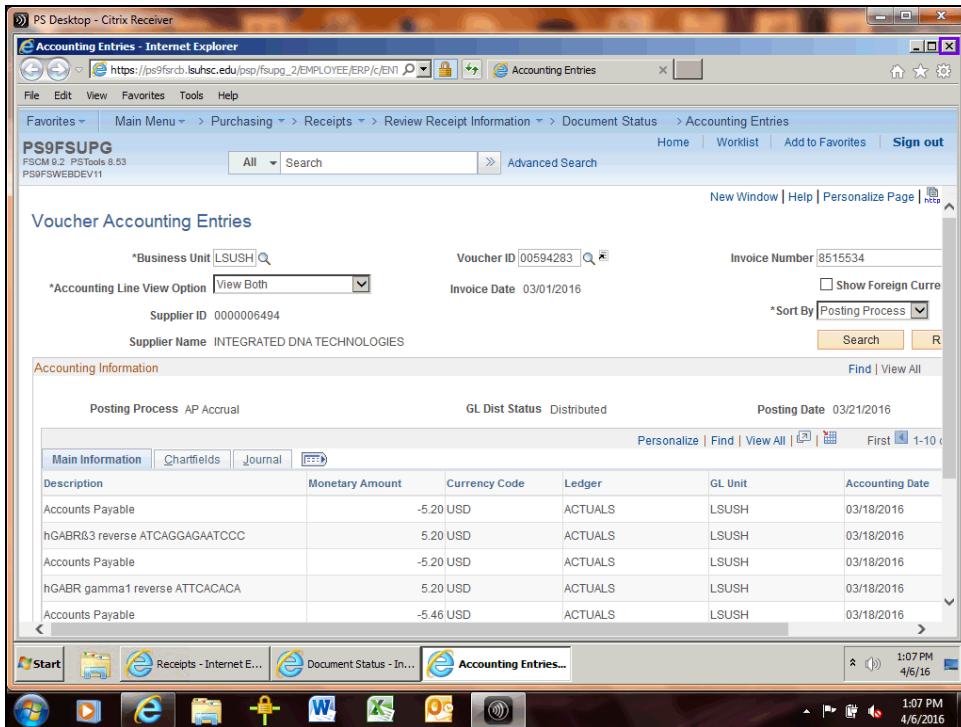 PS Desktop - Citrix Receiver
Accounting Entries - Internet Explorer
https://ps9fsrcb.lsuhsc.edu/psp/fsupg_2/EMPLOYEE/ERP/c/ENT
Accounting Entries
File Edit View Favorites Tools Help
Favorites Main Menu > Purchasing > Receipts > Review Receipt Information > Document Status > Accounting Entries
PS9FSUPG
FSCM 9.2 PSTools 8.53
PS9FSWEBDEV11
Home Worklist Add to Favorites Sign out
All Search Advanced Search
New Window | Help | Personalize Page | http
Voucher Accounting Entries
*Business Unit LSUSH Voucher ID 00594283 Invoice Number 8515534
*Accounting Line View Option View Both Invoice Date 03/01/2016 Show Foreign Curre
Supplier ID 0000006494 *Sort By Posting Process
Supplier Name INTEGRATED DNA TECHNOLOGIES Search R
Accounting Information Find | View All
Posting Process AP Accrual GL Dist Status Distributed Posting Date 03/21/2016
Personalize | Find | View All | First 1-10 o
Main Information Chartfields Journal
Description Monetary Amount Currency Code Ledger GL Unit Accounting Date
Accounts Payable -5.20 USD ACTUALS LSUSH 03/18/2016
hGABRß3 reverse ATCAGGAGAATCCC 5.20 USD ACTUALS LSUSH 03/18/2016
Accounts Payable -5.20 USD ACTUALS LSUSH 03/18/2016
hGABR gamma1 reverse ATTCACACA 5.20 USD ACTUALS LSUSH 03/18/2016
Accounts Payable -5.46 USD ACTUALS LSUSH 03/18/2016
Start Receipts - Internet E... Document Status - In... Accounting Entries... 1:07 PM
4/6/16
1:07 PM
4/6/2016